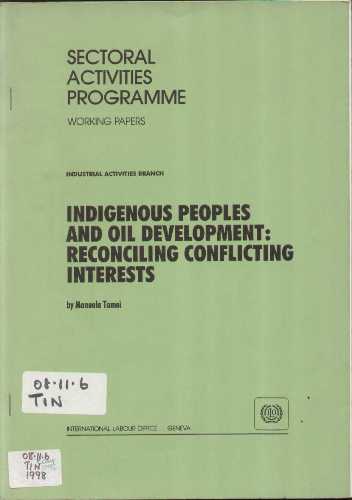 SECTORAL
ACTIVITIES
PROGRAMME
WORKING PAPERS
INDUSTRIAL ACTIVITIES BRANCH
INDIGENOUS PEOPLES
AND OIL DEVELOPMENT:
RECONCILING CONFLICTING
INTERESTS
by Manuela Tomei
08.11.6
TIN
INTERNATIONAL LABOUR OFFICE GENEVA
08.11.6
TIN
1998